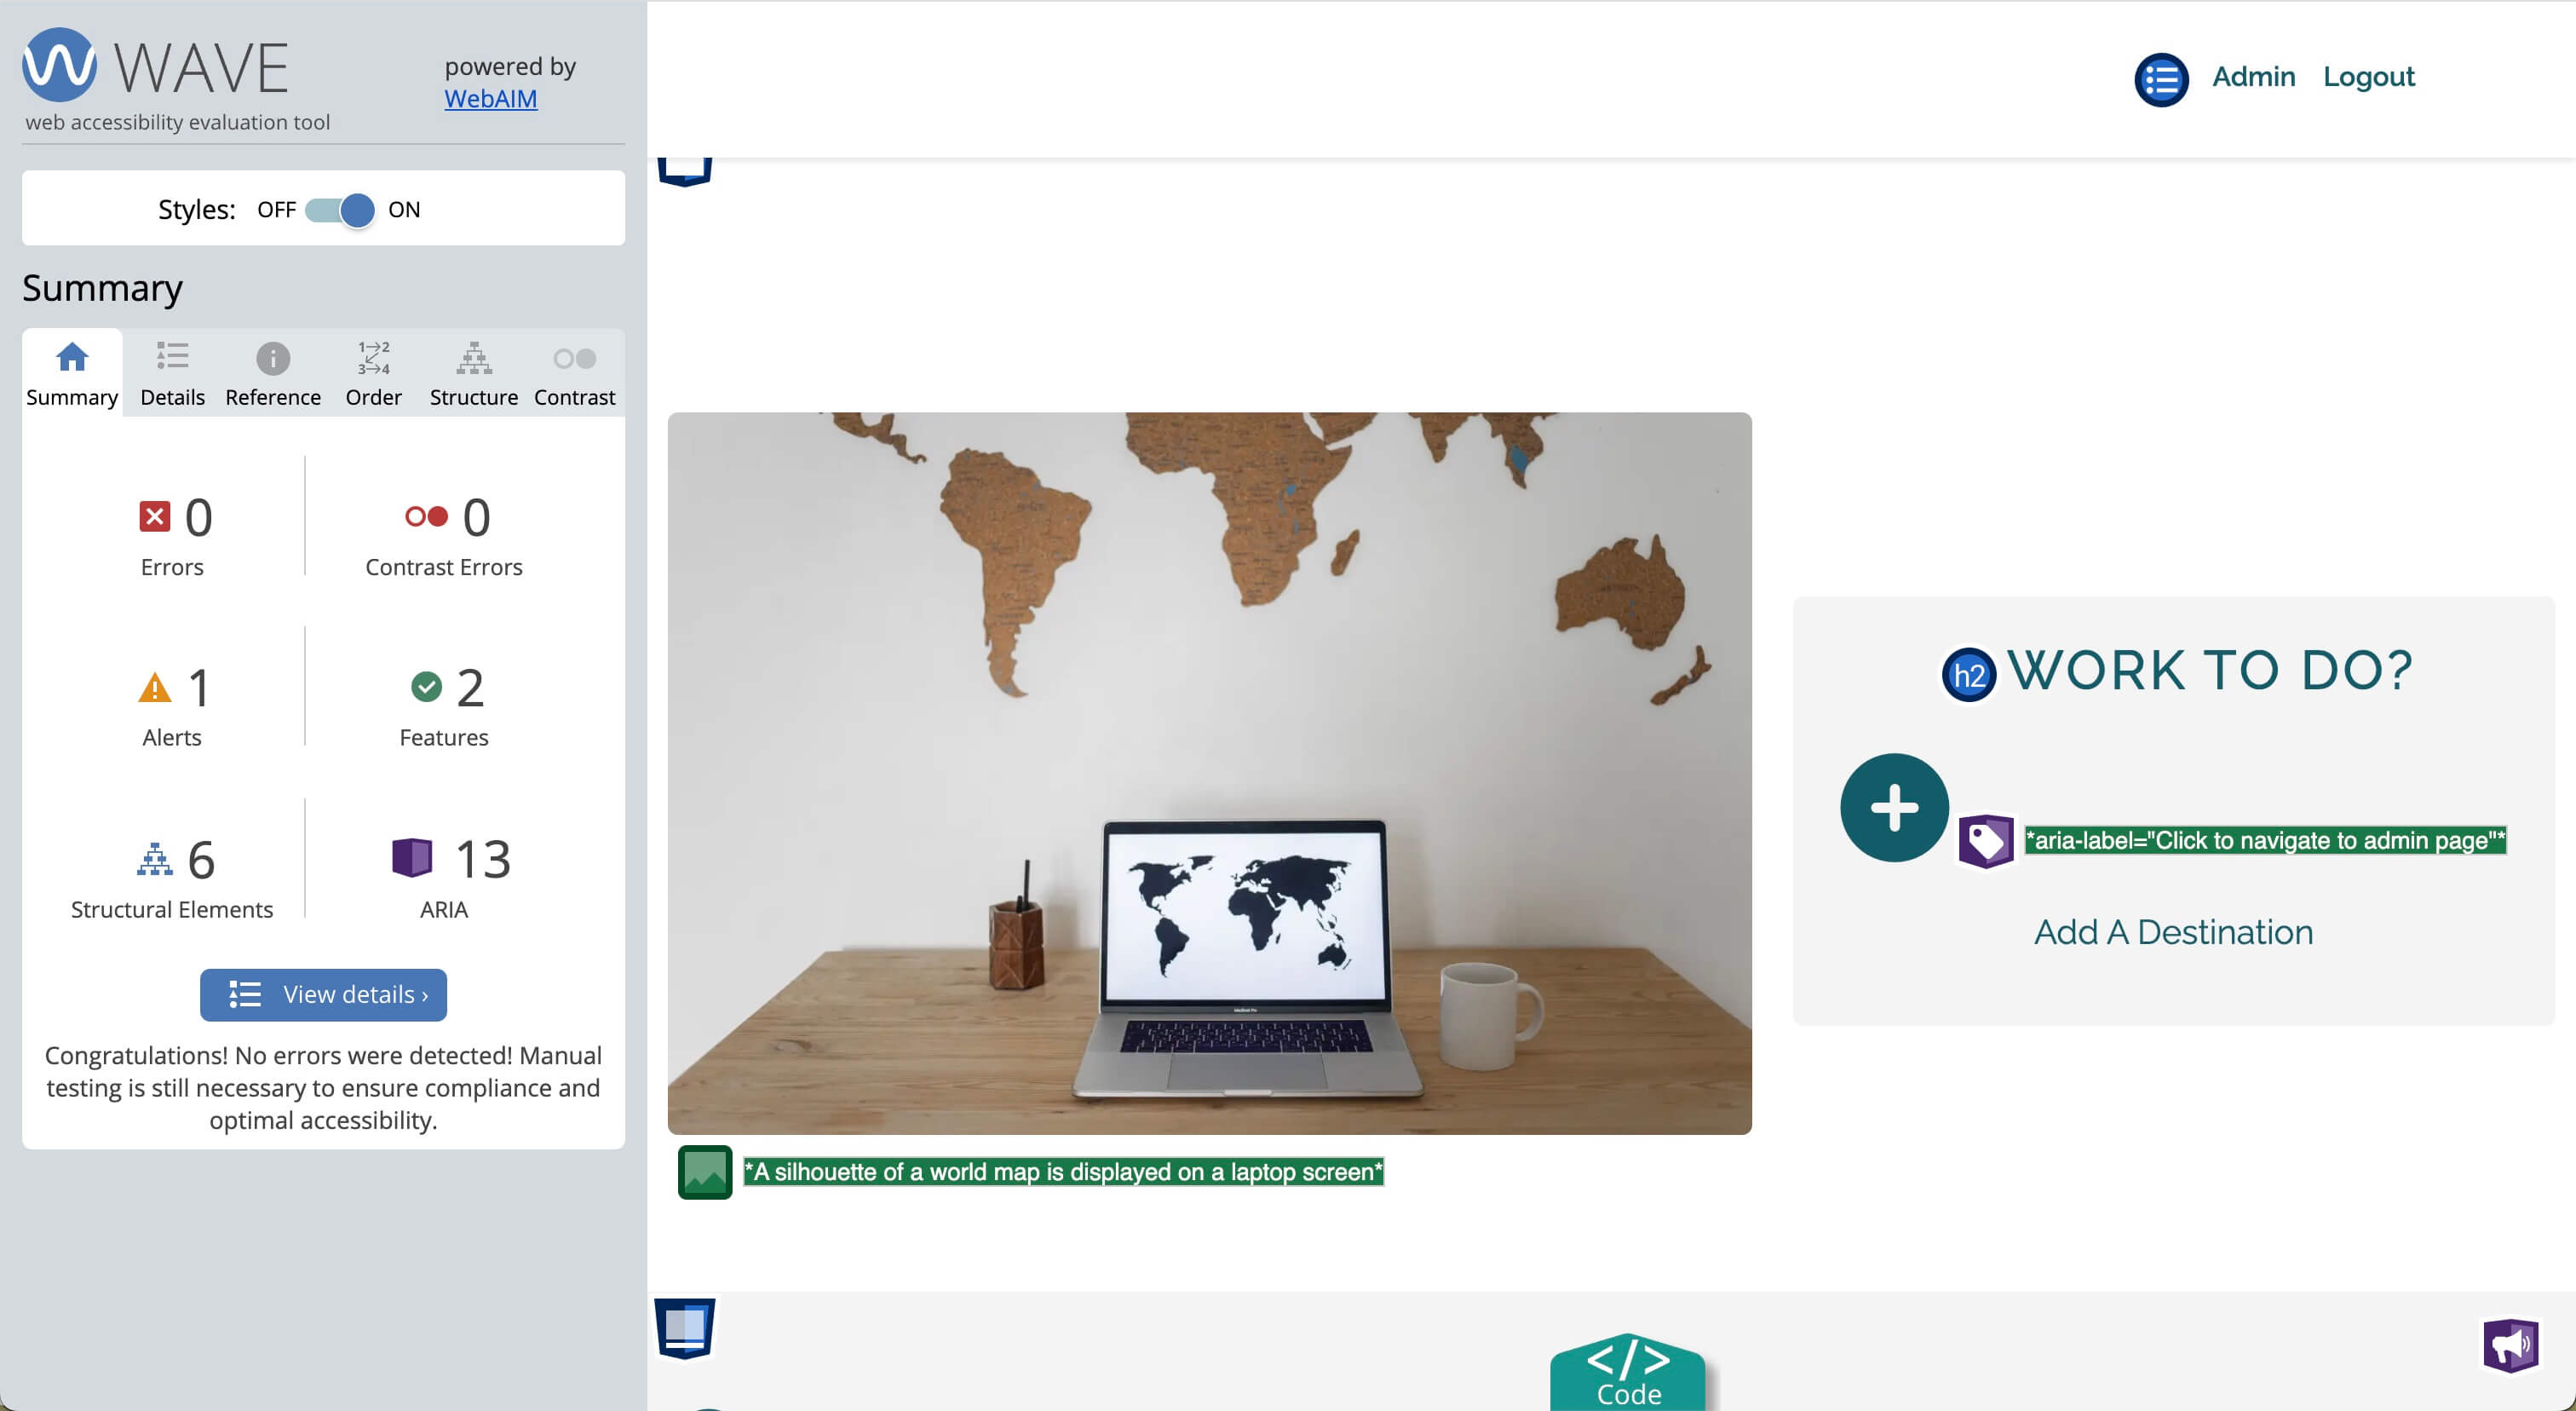 WAVE
web accessibility evaluation tool
powered by
WebAIM
Styles: OFF ON
Summary
Summary Details Reference Order Structure Contrast
0
Errors
0
Contrast Errors
1
Alerts
2
Features
6
Structural Elements
13
ARIA
View details ›
Congratulations! No errors were detected! Manual
testing is still necessary to ensure compliance and
optimal accessibility.
Admin Logout
h2 WORK TO DO?
*aria-label="Click to navigate to admin page"*
Add A Destination
*A silhouette of a world map is displayed on a laptop screen*
</>
Code